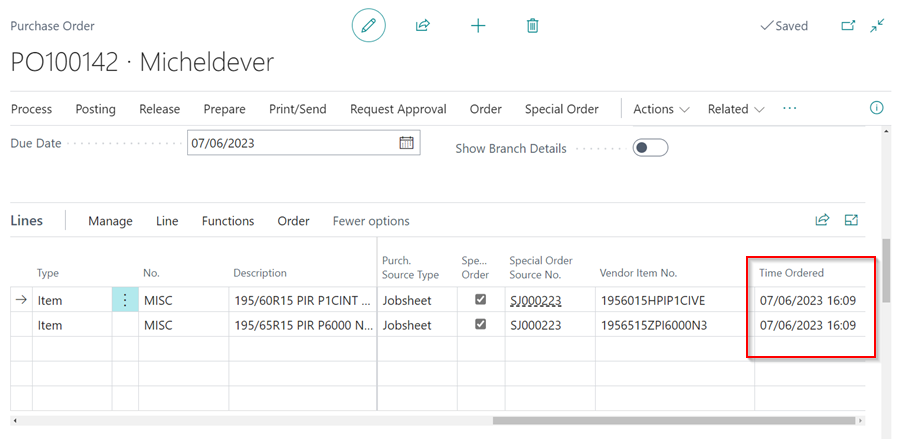 Purchase Order
Saved
PO100142 · Micheldever
Process Posting Release Prepare Print/Send Request Approval Order Special Order Actions Related ...
Due Date 07/06/2023 Show Branch Details
Lines Manage Line Functions Order Fewer options
Type No. Description Purch. Source Type Spe... Order Special Order Source No. Vendor Item No. Time Ordered
Item MISC 195/60R15 PIR P1CINT ... Jobsheet SJ000223 1956015HPIP1CIVE 07/06/2023 16:09
Item MISC 195/65R15 PIR P6000 N... Jobsheet SJ000223 1956515ZPI6000N3 07/06/2023 16:09